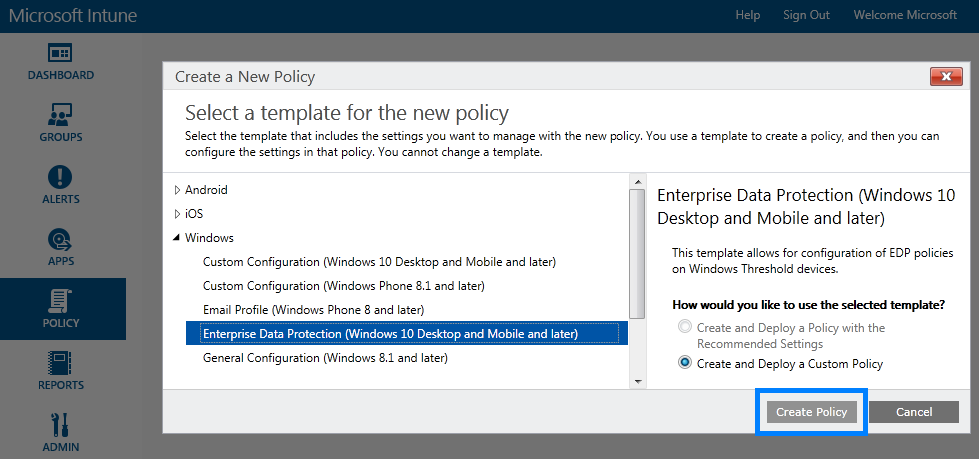 Microsoft Intune
Help Sign Out Welcome Microsoft
DASHBOARD
GROUPS
ALERTS
APPS
POLICY
REPORTS
ADMIN
Create a New Policy
Select a template for the new policy
Select the template that includes the settings you want to manage with the new policy. You use a template to create a policy, and then you can
configure the settings in that policy. You cannot change a template.
Android
iOS
Windows
Custom Configuration (Windows 10 Desktop and Mobile and later)
Custom Configuration (Windows Phone 8.1 and later)
Email Profile (Windows Phone 8 and later)
Enterprise Data Protection (Windows 10 Desktop and Mobile and later)
General Configuration (Windows 8.1 and later)
Enterprise Data Protection (Windows 10
Desktop and Mobile and later)
This template allows for configuration of EDP policies
on Windows Threshold devices.
How would you like to use the selected template?
Create and Deploy a Policy with the
Recommended Settings
Create and Deploy a Custom Policy
Create Policy
Cancel